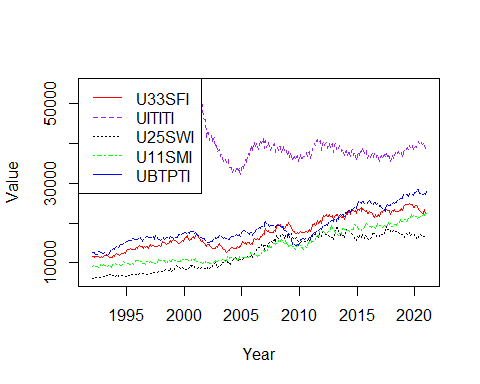 U33SFI
UITITI
U25SWI
U11SMI
UBTPTI
Value
10000
30000
50000
1995
2000
2005
2010
2015
2020
Year